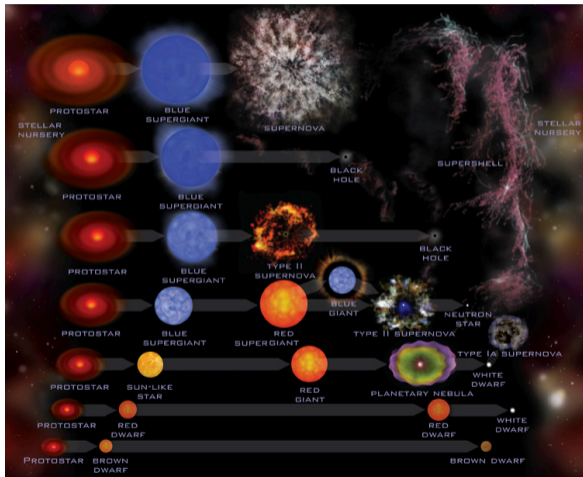 PROTOSTAR
BLUE
SUPERGIANT
SUPERNOVA
STELLAR
NURSERY
STELLAR
NURSERY
SUPERSHELL
PROTOSTAR
BLUE
SUPERGIANT
BLACK
HOLE
PROTOSTAR
BLUE
SUPERGIANT
TYPE II
SUPERNOVA
BLACK
HOLE
PROTOSTAR
BLUE
SUPERGIANT
RED
SUPERGIANT
BLUE
GIANT
TYPE II SUPERNOVA
NEUTRON
STAR
TYPE IA SUPERNOVA
PROTOSTAR
SUN-LIKE
STAR
RED
GIANT
PLANETARY NEBULA
WHITE
DWARF
PROTOSTAR
RED
DWARF
RED
DWARF
WHITE
DWARF
PROTOSTAR
BROWN
DWARF
BROWN DWARF